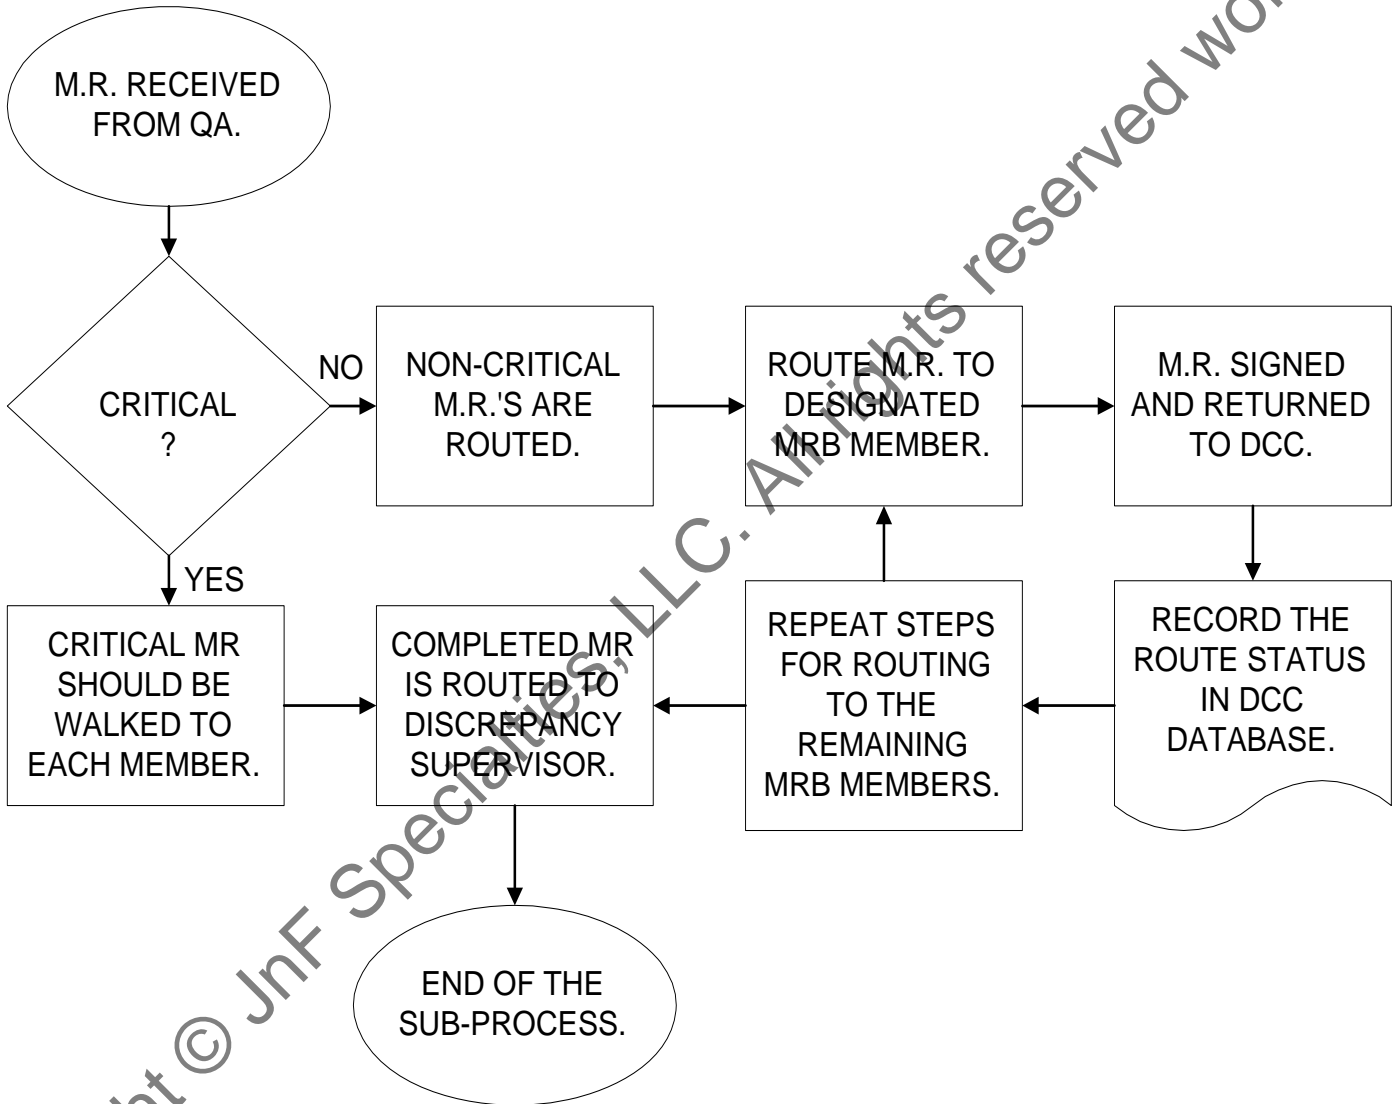 M.R. RECEIVED
FROM QA.
CRITICAL
?
NO
YES
NON-CRITICAL
M.R.'S ARE
ROUTED.
ROUTE M.R. TO
DESIGNATED
MRB MEMBER.
M.R. SIGNED
AND RETURNED
TO DCC.
RECORD THE
ROUTE STATUS
IN DCC
DATABASE.
REPEAT STEPS
FOR ROUTING
TO THE
REMAINING
MRB MEMBERS.
CRITICAL MR
SHOULD BE
WALKED TO
EACH MEMBER.
COMPLETED MR
IS ROUTED TO
DISCREPANCY
SUPERVISOR.
END OF THE
SUB-PROCESS.
ht © JnF Specialties, LLC. All rights reserved wor